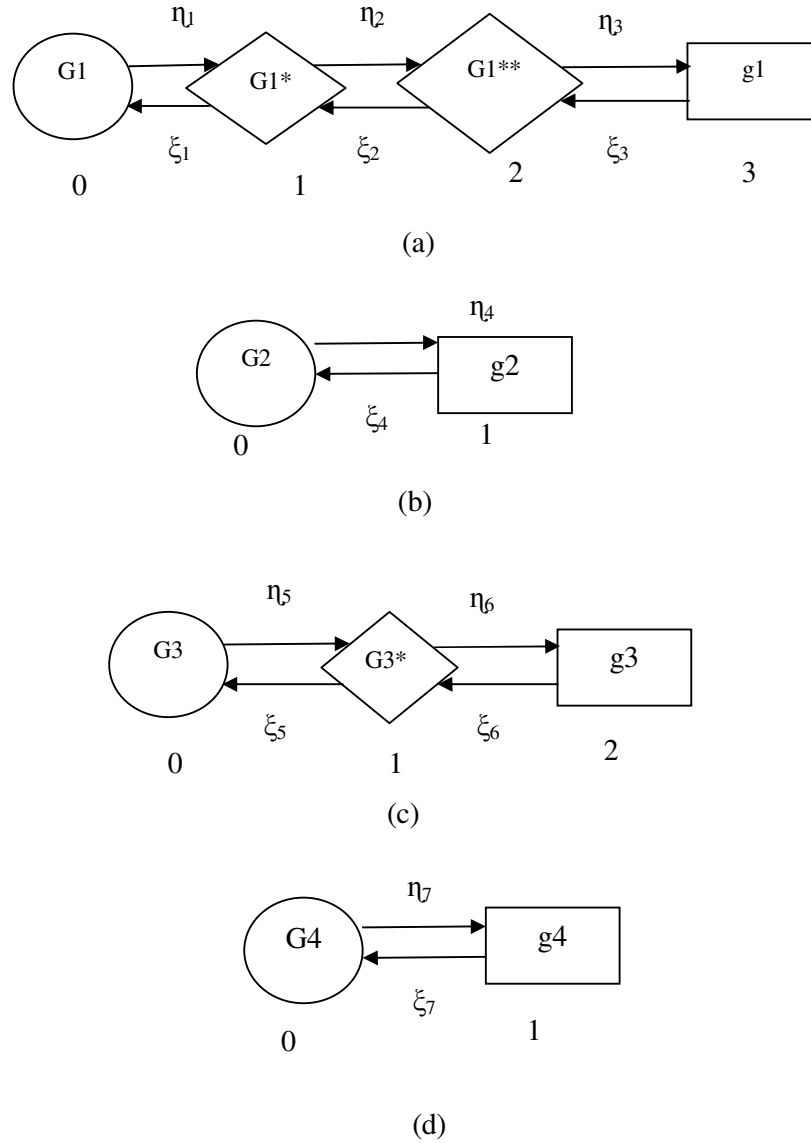 η₁ η₂ η₃
G1 G1* G1** g1
ξ₁ ξ₂ ξ₃
0 1 2 3
(a)
η₄
G2 g2
ξ₄
0 1
(b)
η₅ η₆
G3 G3* g3
ξ₅ ξ₆
0 1 2
(c)
η₇
G4 g4
ξ₇
0 1
(d)